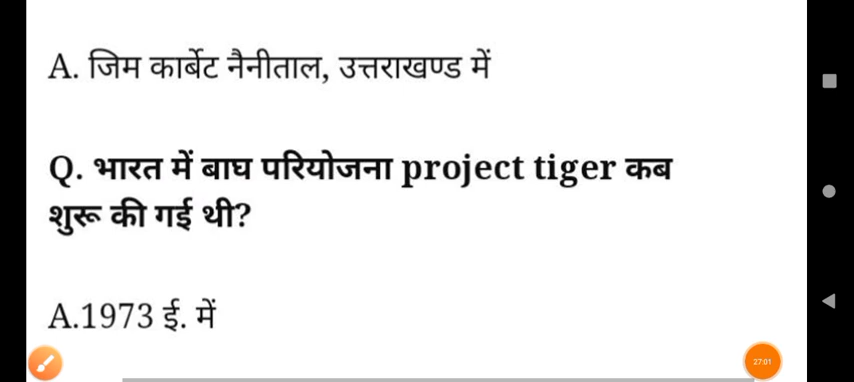 A. जिम कार्बेट नैनीताल, उत्तराखण्ड में
Q. भारत में बाघ परियोजना project tiger कब
शुरू की गई थी?
A.1973 ई. में
27:01